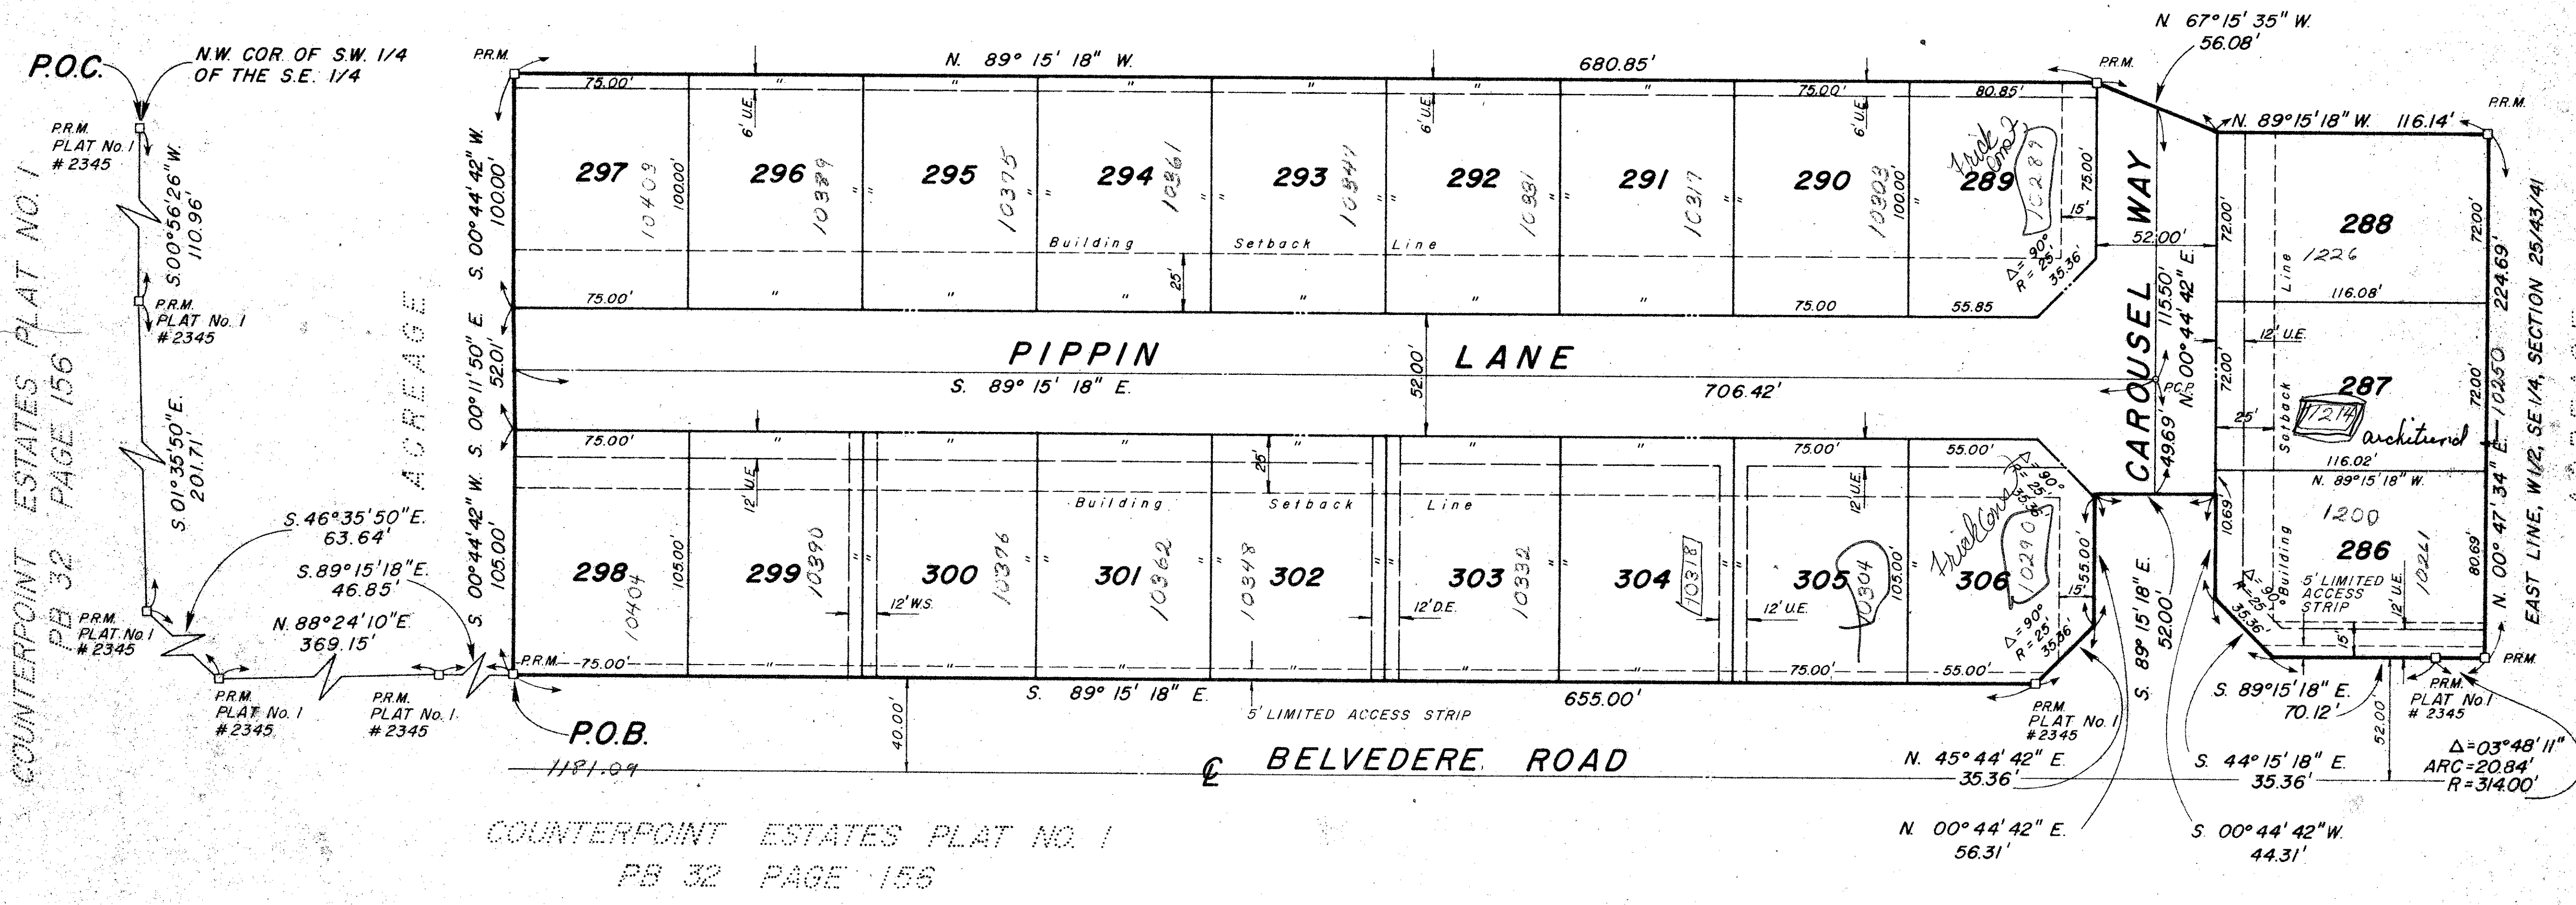 P.O.C.
N.W. COR. OF S.W. 1/4
OF THE S.E. 1/4
P.R.M.
PLAT No. 1
# 2345
S.00°56'26"W.
110.96'
P.R.M.
PLAT No. 1
# 2345
S.01°35'50"E.
201.71'
COUNTERPOINT ESTATES PLAT NO. 1
PB 32 PAGE 156
ACREAGE
S.46°35'50"E.
63.64'
S.89°15'18"E.
46.85'
N.88°24'10"E.
369.15'
P.R.M.
PLAT No. 1
# 2345
P.R.M.
PLAT No. 1
# 2345
P.R.M.
PLAT No. 1.
# 2345
P.R.M.
N. 89° 15' 18" W.
680.85'
P.R.M.
N. 67°15' 35" W.
56.08'
S. 00°44' 42" W.
100.00'
S. 00°11' 50" E.
52.01'
S. 00°44' 42" W.
105.00'
75.00' " " " " " " 75.00' 80.85'
6' U.E. 6' U.E. 6' U.E.
297 296 295 294 293 292 291 290 289
10403 10389 10375 10361 10347 10331 10317 10303 10289
Frick
100.00' 100.00' 75.00'
15'
Building Setback Line
25'
Δ= 90°
R= 25'
35.36'
75.00' " " " " " " 75.00 55.85
PIPPIN LANE
S. 89° 15' 18" E.
706.42'
52.00'
75.00' " " " " " " 75.00' 55.00'
12' U.E. 25' 12' U.E.
Δ= 90°
R= 25'
35.36'
Building Setback Line
298 299 300 301 302 303 304 305 306
10404 10390 10376 10362 10348 10332 10318 10304 10290
Frick Cons
105.00' 105.00' 55.00'
12' W.S. 12' D.E. 12' U.E. 15'
Δ= 90°
R= 25'
35.36'
P.R.M. 75.00' " " " " " " 75.00' 55.00'
S. 89° 15' 18" E.
655.00'
5' LIMITED ACCESS STRIP
P.O.B.
1181.09
40.00'
℄ BELVEDERE ROAD
COUNTERPOINT ESTATES PLAT NO. 1
PB 32 PAGE 156
CAROUSEL WAY
52.00'
115.50'
N. 00°44' 42" E.
49.69'
P.C.P.
N. 89°15'18" W. 116.14'
P.R.M.
72.00'
288
1226
72.00'
116.08'
12' U.E.
72.00'
287
11214
72.00'
25'
116.02'
N. 89°15'18" W.
Building Setback Line
10.69'
1200
286
10261
80.69'
5' LIMITED
ACCESS
STRIP
12' U.E.
15'
Δ= 90°
R= 25'
35.36'
N. 00° 47' 34" E. 224.69'
10250
EAST LINE, W1/2, SE 1/4, SECTION 25/43/41
P.R.M.
S. 89° 15' 18" E.
52.00'
P.R.M.
PLAT No. 1
# 2345
N. 45°44' 42" E.
35.36'
N. 00°44' 42" E.
56.31'
S. 44°15' 18" E.
35.36'
S. 00°44' 42"W.
44.31'
S. 89°15'18" E.
70.12'
52.00'
P.R.M.
PLAT No. 1
# 2345
Δ=03°48'11"
ARC=20.84'
R=314.00'